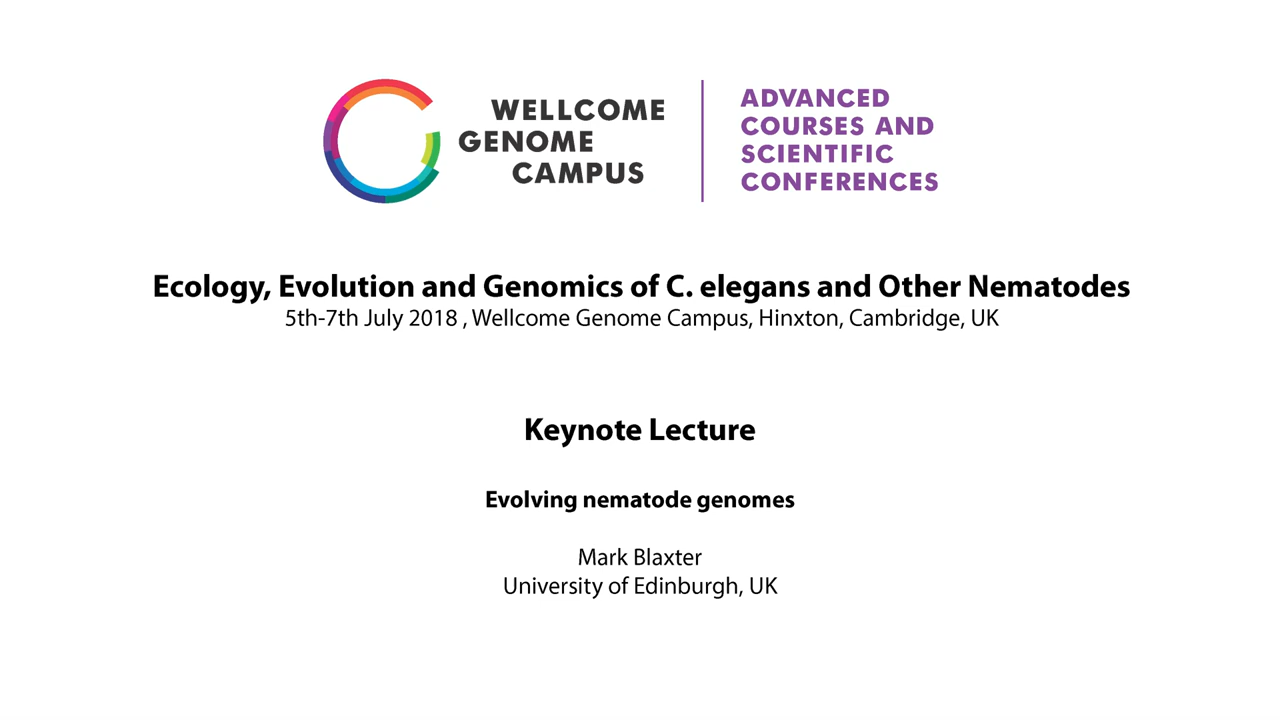 WELLCOME
GENOME
CAMPUS
ADVANCED
COURSES AND
SCIENTIFIC
CONFERENCES
Ecology, Evolution and Genomics of C. elegans and Other Nematodes
5th-7th July 2018 , Wellcome Genome Campus, Hinxton, Cambridge, UK
Keynote Lecture
Evolving nematode genomes
Mark Blaxter
University of Edinburgh, UK